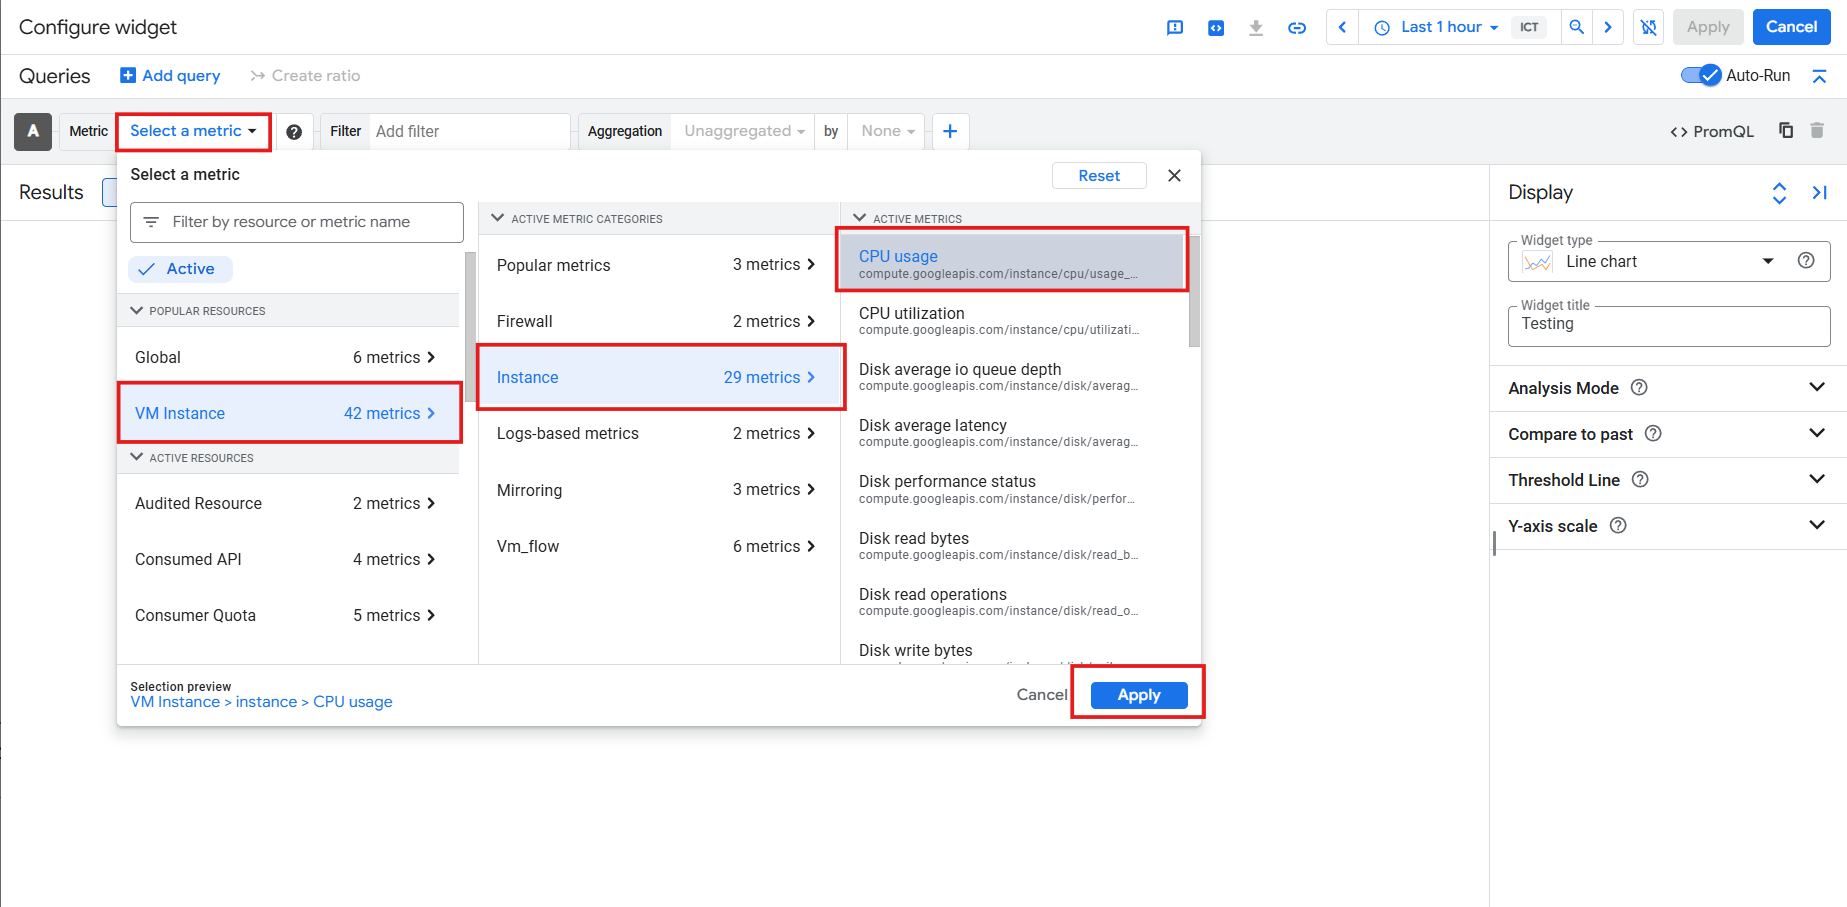 Configure widget
Last 1 hour
ICT
Apply
Cancel
Queries
Add query
Create ratio
Auto-Run
A
Metric
Select a metric
Filter
Add filter
Aggregation
Unaggregated
by
None
PromQL
Results
Select a metric
Reset
Filter by resource or metric name
Active
POPULAR RESOURCES
Global 6 metrics
VM Instance 42 metrics
ACTIVE RESOURCES
Audited Resource 2 metrics
Consumed API 4 metrics
Consumer Quota 5 metrics
ACTIVE METRIC CATEGORIES
Popular metrics 3 metrics
Firewall 2 metrics
Instance 29 metrics
Logs-based metrics 2 metrics
Mirroring 3 metrics
Vm_flow 6 metrics
ACTIVE METRICS
CPU usage
compute.googleapis.com/instance/cpu/usage_...
CPU utilization
compute.googleapis.com/instance/cpu/utilizati...
Disk average io queue depth
compute.googleapis.com/instance/disk/averag...
Disk average latency
compute.googleapis.com/instance/disk/averag...
Disk performance status
compute.googleapis.com/instance/disk/perfor...
Disk read bytes
compute.googleapis.com/instance/disk/read_b...
Disk read operations
compute.googleapis.com/instance/disk/read_o...
Disk write bytes
Selection preview
VM Instance > instance > CPU usage
Cancel
Apply
Display
Widget type
Line chart
Widget title
Testing
Analysis Mode
Compare to past
Threshold Line
Y-axis scale